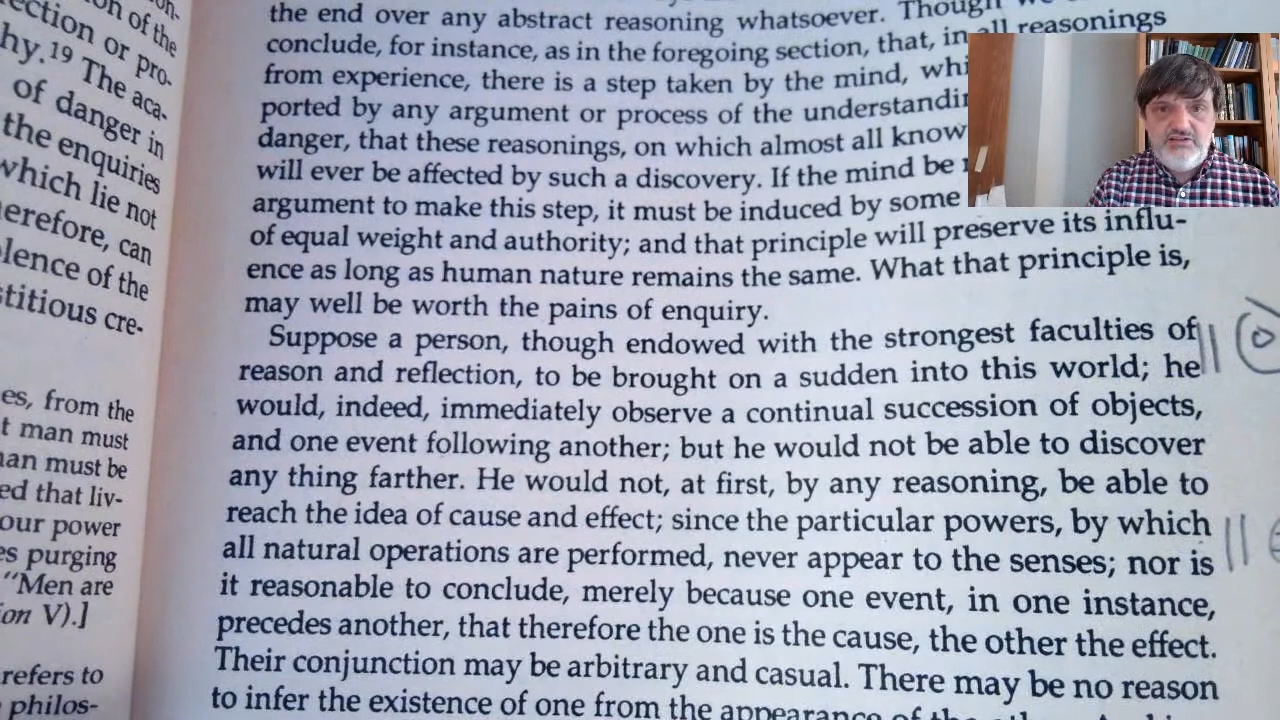 on of the
ection or pro-
hy.19 The aca-
of danger in
the enquiries
which lie not
erefore, can
lence of the
stitious cre-
es, from the
t man must
an must be
ed that liv-
our power
es purging
"Men are
on V).]
refers to
philos-
the end over any abstract reasoning whatsoever. Though
conclude, for instance, as in the foregoing section, that, in all reasonings
from experience, there is a step taken by the mind, whi
ported by any argument or process of the understandin
danger, that these reasonings, on which almost all know
will ever be affected by such a discovery. If the mind be
argument to make this step, it must be induced by some
of equal weight and authority; and that principle will preserve its influ-
ence as long as human nature remains the same. What that principle is,
may well be worth the pains of enquiry.
Suppose a person, though endowed with the strongest faculties of
reason and reflection, to be brought on a sudden into this world; he
would, indeed, immediately observe a continual succession of objects,
and one event following another; but he would not be able to discover
any thing farther. He would not, at first, by any reasoning, be able to
reach the idea of cause and effect; since the particular powers, by which
all natural operations are performed, never appear to the senses; nor is
it reasonable to conclude, merely because one event, in one instance,
precedes another, that therefore the one is the cause, the other the effect.
Their conjunction may be arbitrary and casual. There may be no reason
to infer the existence of one from the appearance of the